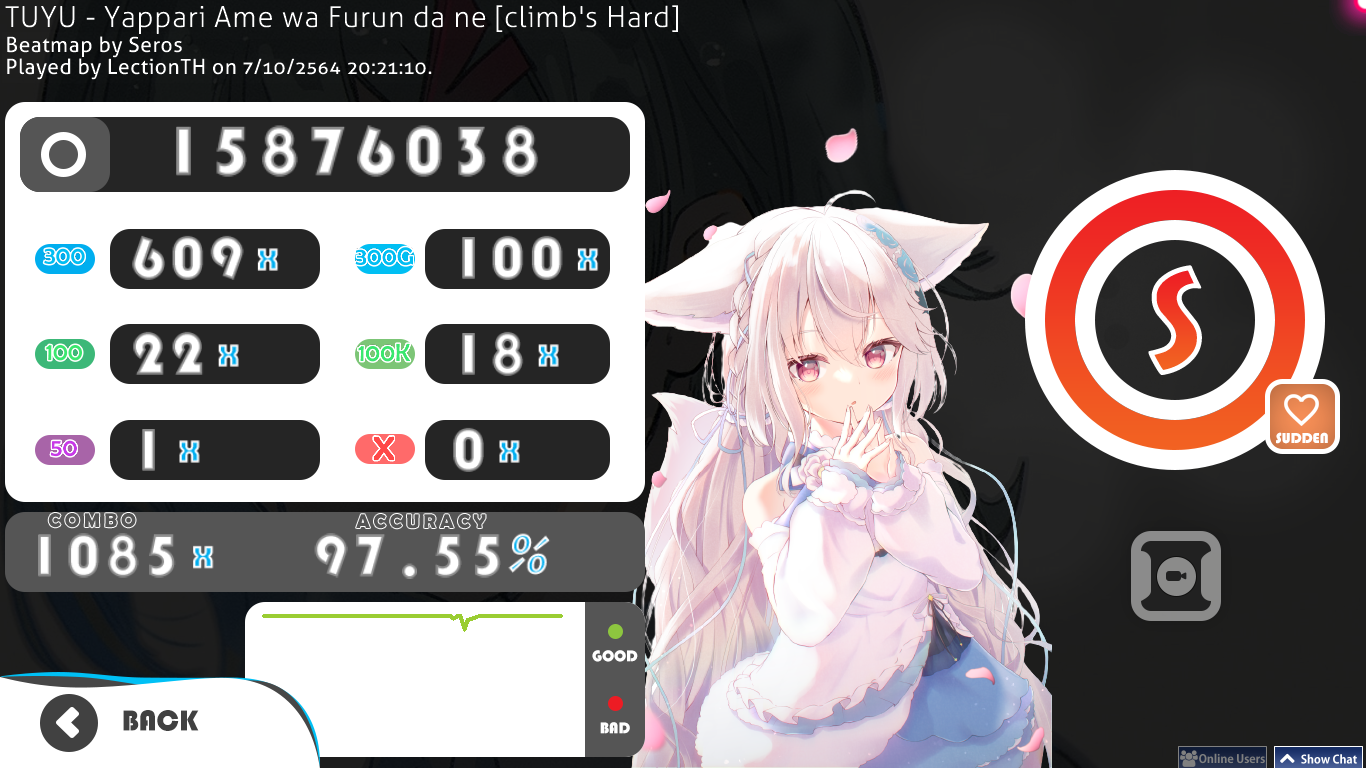 TUYU - Yappari Ame wa Furun da ne [climb's Hard]
Beatmap by Seros
Played by LectionTH on 7/10/2564 20:21:10.
15876038
300 609x 300G 100x
100 22x 100K 18x
50 1x X 0x
COMBO ACCURACY
1085x 97.55%
S
SUDDEN
GOOD
BAD
BACK
Online Users Show Chat